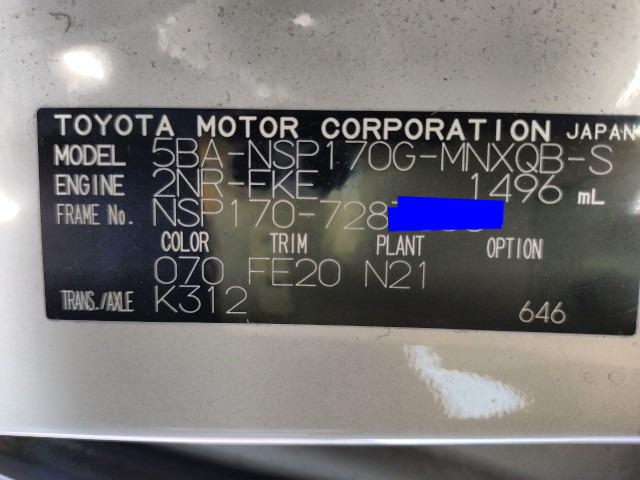 TOYOTA MOTOR CORPORATION JAPAN
MODEL 5BA-NSP170G-MNXQB-S
ENGINE 2NR-FKE 1496 mL
FRAME No. NSP170-728
COLOR TRIM PLANT OPTION
070 FE20 N21
TRANS./AXLE K312 646